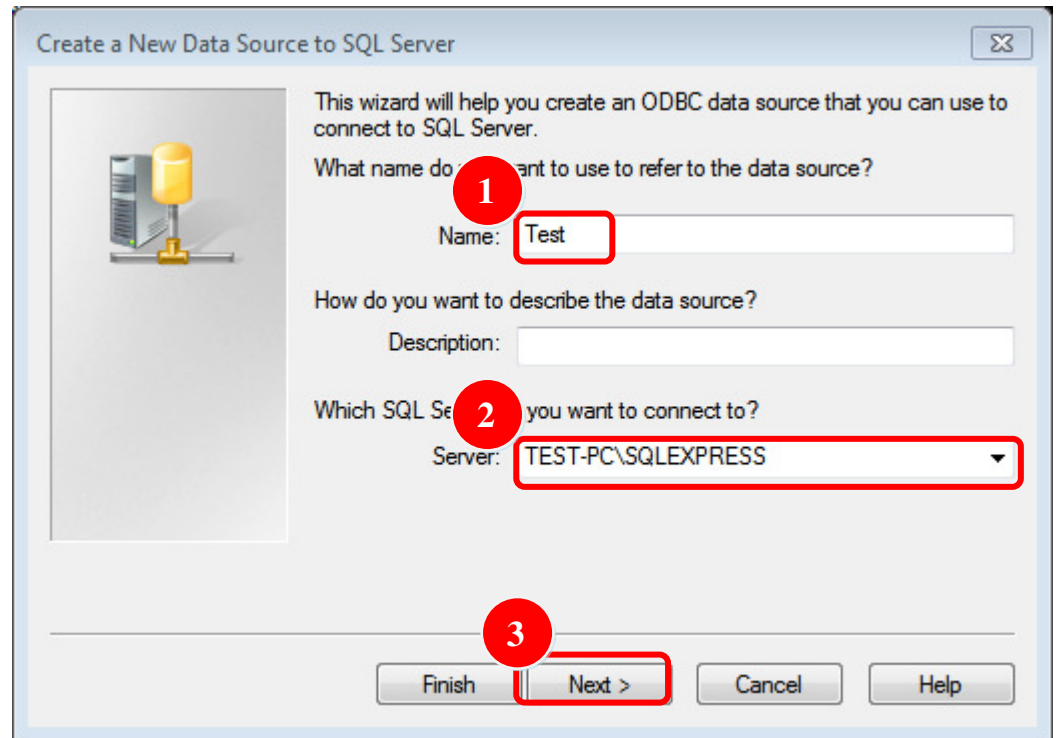 Create a New Data Source to SQL Server
This wizard will help you create an ODBC data source that you can use to
connect to SQL Server.
What name do ant to use to refer to the data source?
1
Name: Test
How do you want to describe the data source?
Description:
Which SQL Se you want to connect to?
2
Server: TEST-PC\SQLEXPRESS
3
Finish Next > Cancel Help